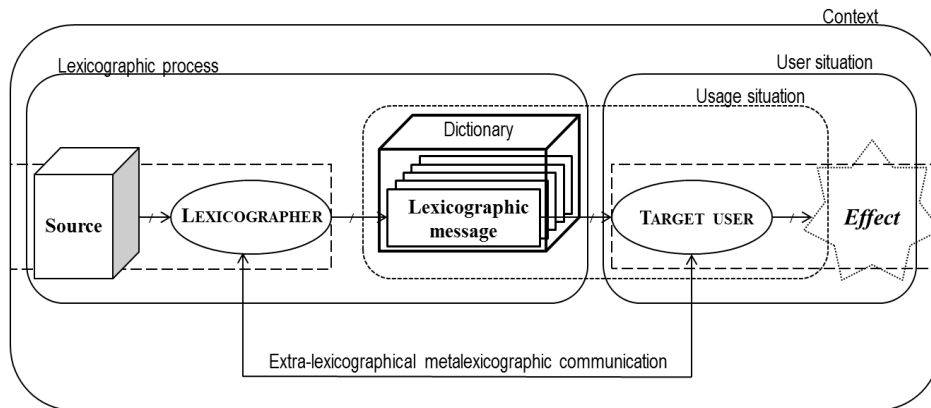 Context
Lexicographic process
User situation
Usage situation
Dictionary
Source
LEXICOGRAPHER
Lexicographic
message
TARGET USER
Effect
Extra-lexicographical metalexicographic communication